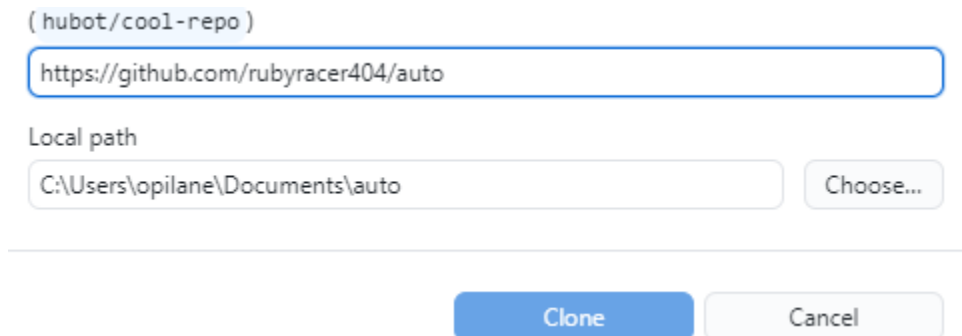 (hubot/cool-repo)
https://github.com/rubyracer404/auto
Local path
C:\Users\opilane\Documents\auto
Choose...
Clone
Cancel